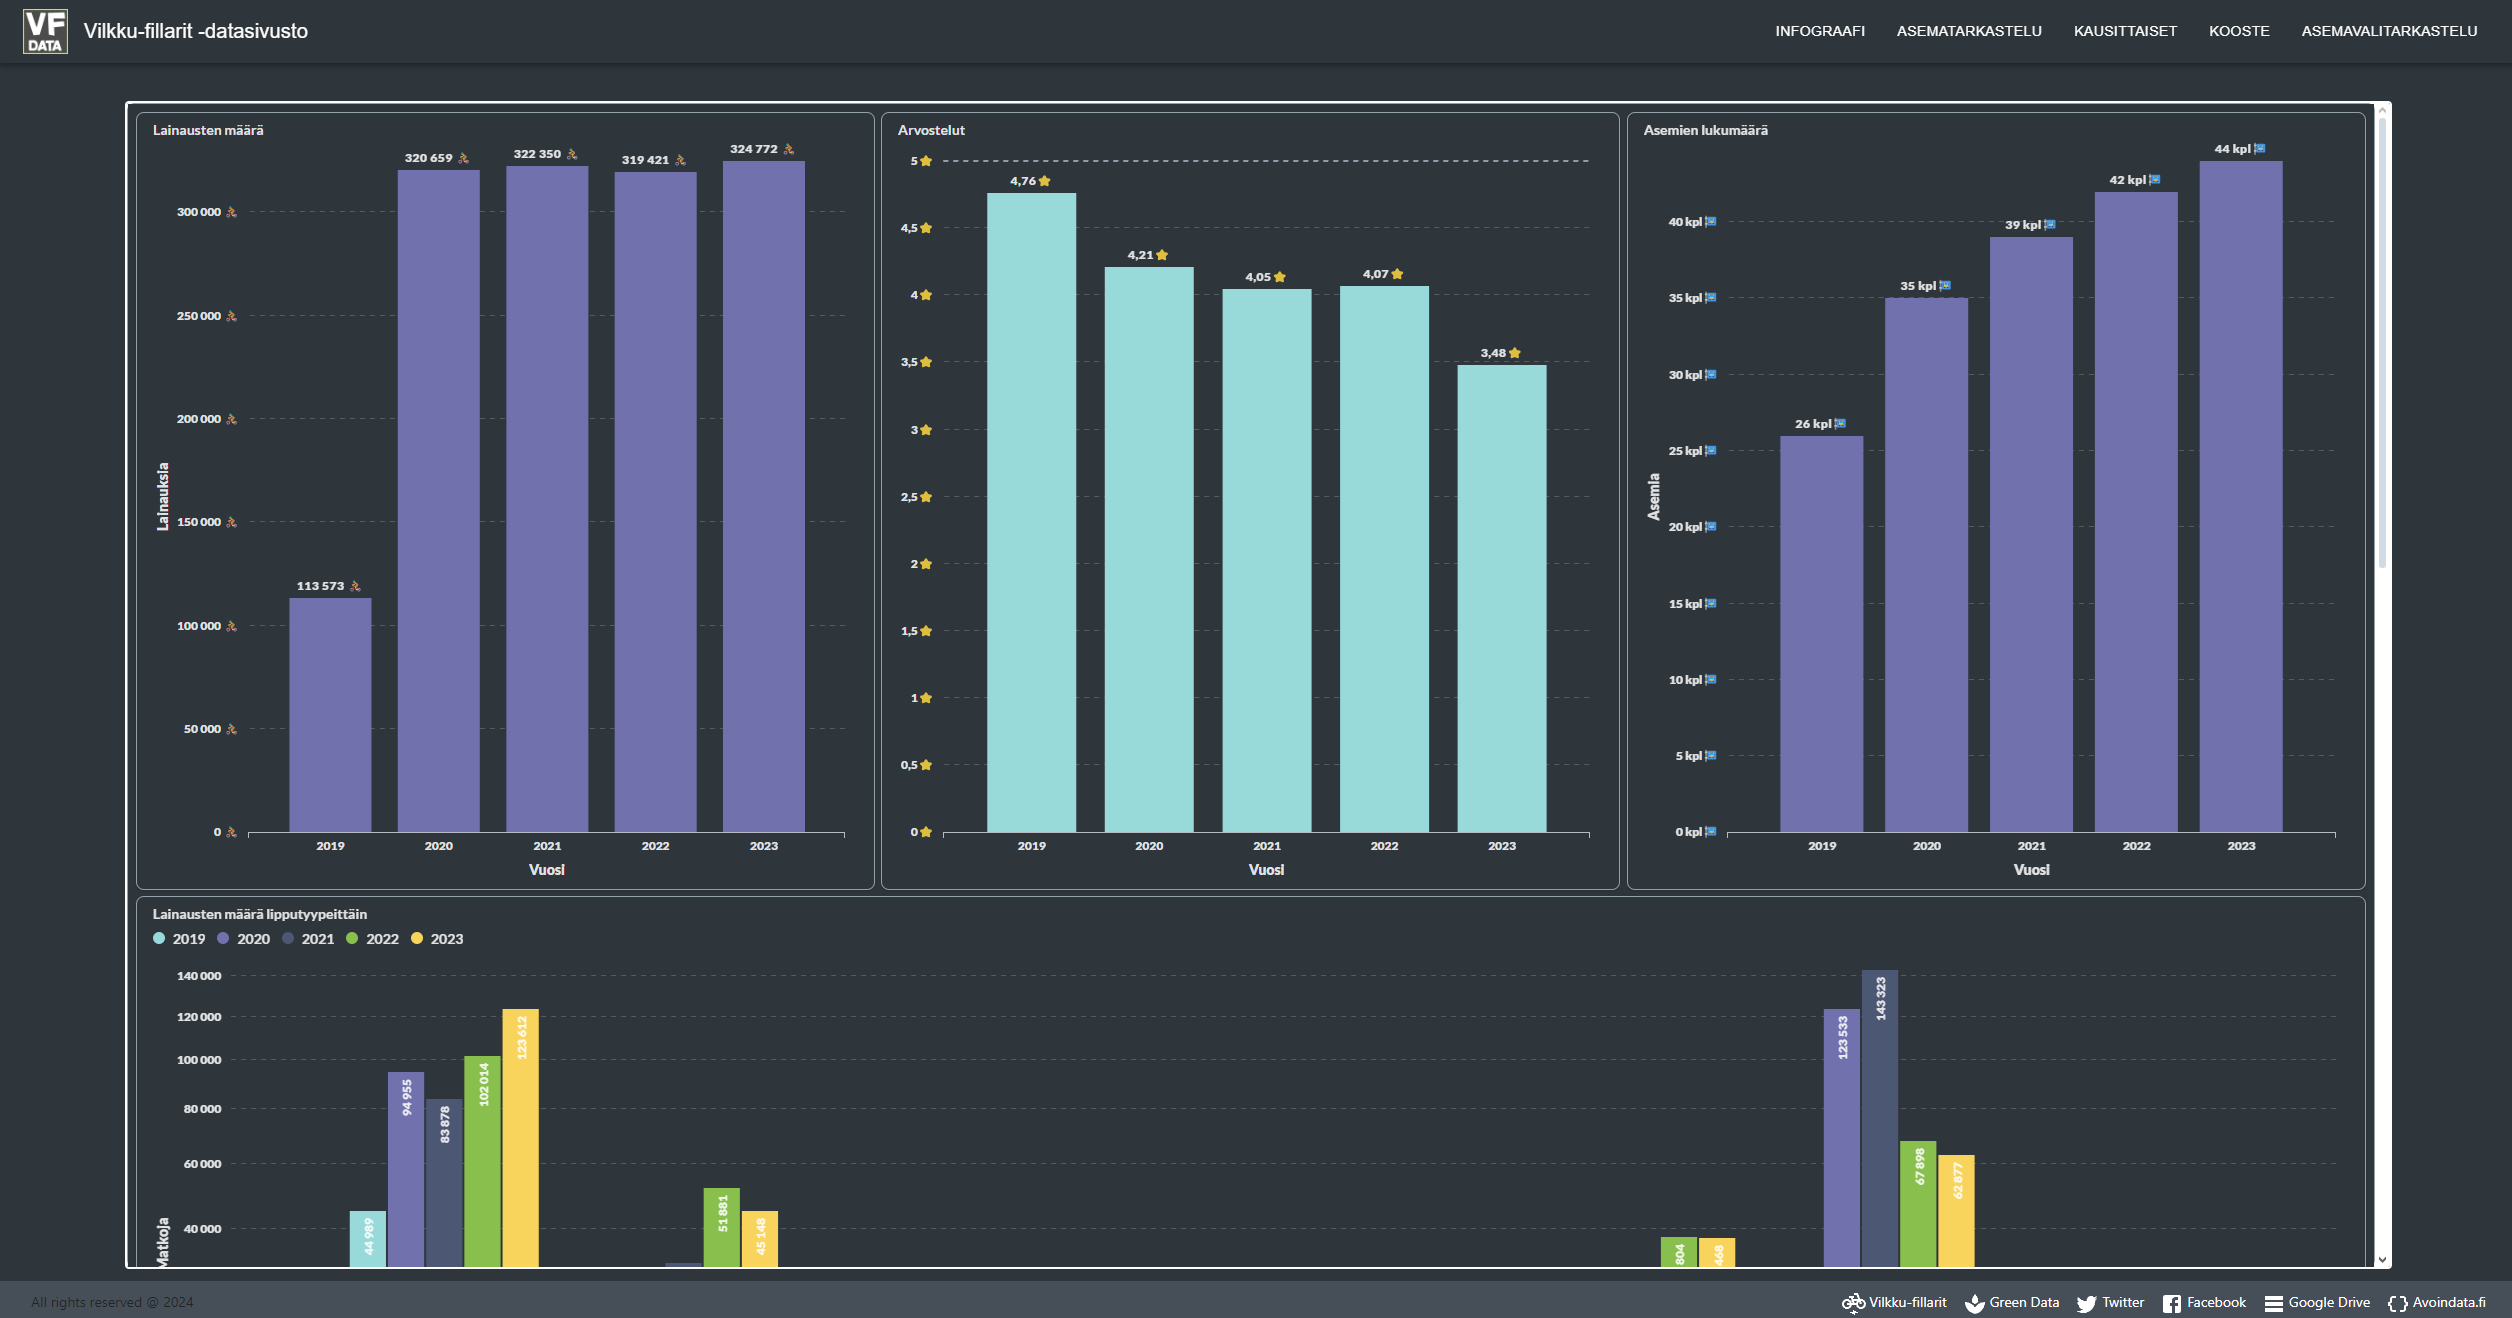 VF
DATA
Vilkku-fillarit -datasivusto
INFOGRAAFI
ASEMATARKASTELU
KAUSITTAISET
KOOSTE
ASEMAVALITARKASTELU
Lainausten määrä
Lainauksia
300 000
250 000
200 000
150 000
100 000
50 000
0
113 573
320 659
322 350
319 421
324 772
2019
2020
2021
2022
2023
Vuosi
Arvostelut
5
4,5
4
3,5
3
2,5
2
1,5
1
0,5
0
4,76
4,21
4,05
4,07
3,48
2019
2020
2021
2022
2023
Vuosi
Asemien lukumäärä
Asemia
40 kpl
35 kpl
30 kpl
25 kpl
20 kpl
15 kpl
10 kpl
5 kpl
0 kpl
26 kpl
35 kpl
39 kpl
42 kpl
44 kpl
2019
2020
2021
2022
2023
Vuosi
Lainausten määrä lipputyypeittäin
2019
2020
2021
2022
2023
Matkoja
140 000
120 000
100 000
80 000
60 000
40 000
44 989
94 955
83 878
102 014
123 612
51 881
45 148
804
468
123 533
143 323
67 898
62 877
All rights reserved @ 2024
Vilkku-fillarit
Green Data
Twitter
Facebook
Google Drive
Avoindata.fi